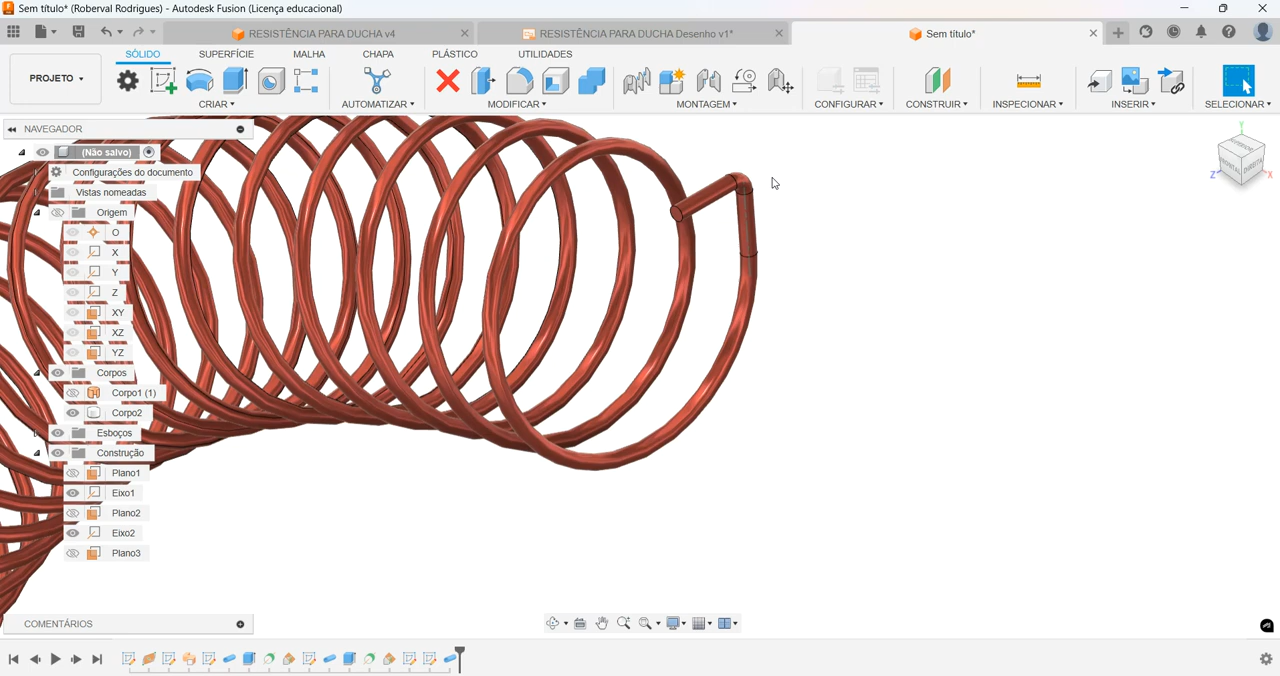 Sem título* (Roberval Rodrigues) - Autodesk Fusion (Licença educacional)
RESISTÊNCIA PARA DUCHA v4
RESISTÊNCIA PARA DUCHA Desenho v1*
Sem título*
SÓLIDO SUPERFÍCIE MALHA CHAPA PLÁSTICO UTILIDADES
PROJETO
CRIAR AUTOMATIZAR MODIFICAR MONTAGEM CONFIGURAR CONSTRUIR INSPECIONAR INSERIR SELECIONAR
NAVEGADOR
(Não salvo)
Configurações do documento
Vistas nomeadas
Origem
O
X
Y
Z
XY
XZ
YZ
Corpos
Corpo1 (1)
Corpo2
Esboços
Construção
Plano1
Eixo1
Plano2
Eixo2
Plano3
Y
Z
X
FRONTAL
DIREITA
COMENTÁRIOS